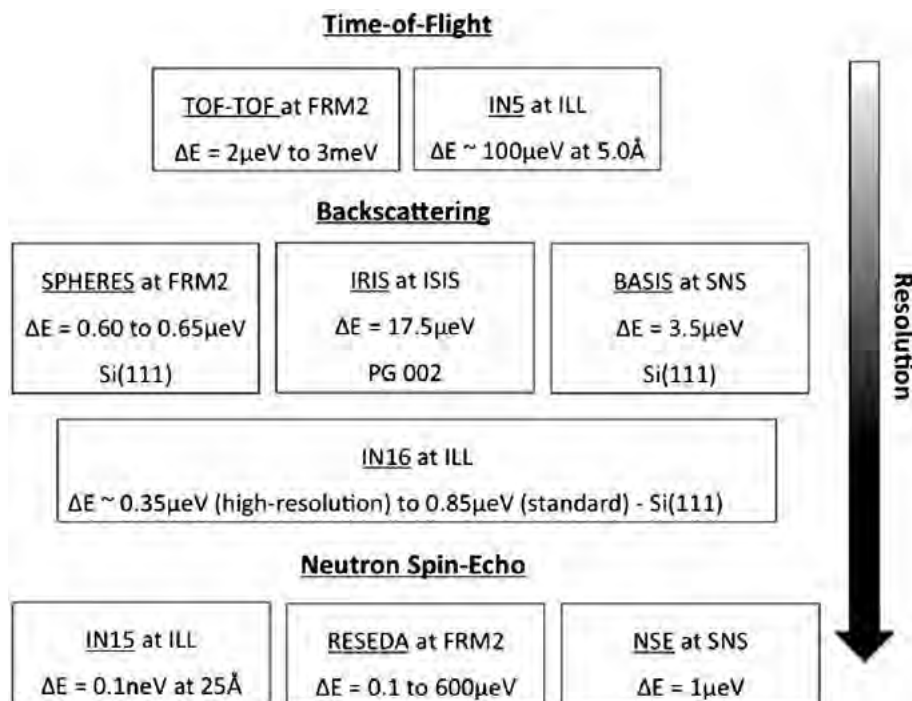 Time-of-Flight
TOF-TOF at FRM2
ΔE = 2μeV to 3meV
IN5 at ILL
ΔE ~ 100μeV at 5.0Å
Backscattering
SPHERES at FRM2
ΔE = 0.60 to 0.65μeV
Si(111)
IRIS at ISIS
ΔE = 17.5μeV
PG 002
BASIS at SNS
ΔE = 3.5μeV
Si(111)
IN16 at ILL
ΔE ~ 0.35μeV (high-resolution) to 0.85μeV (standard) - Si(111)
Neutron Spin-Echo
IN15 at ILL
ΔE = 0.1neV at 25Å
RESEDA at FRM2
ΔE = 0.1 to 600μeV
NSE at SNS
ΔE = 1μeV
Resolution